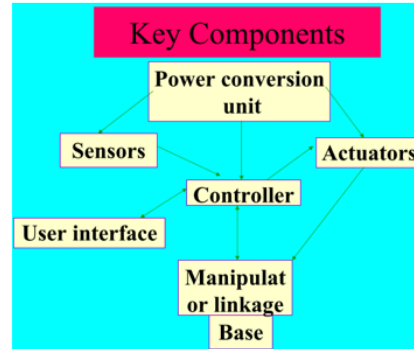 Key Components
Power conversion
unit
Sensors
Actuators
Controller
User interface
Manipulat
or linkage
Base